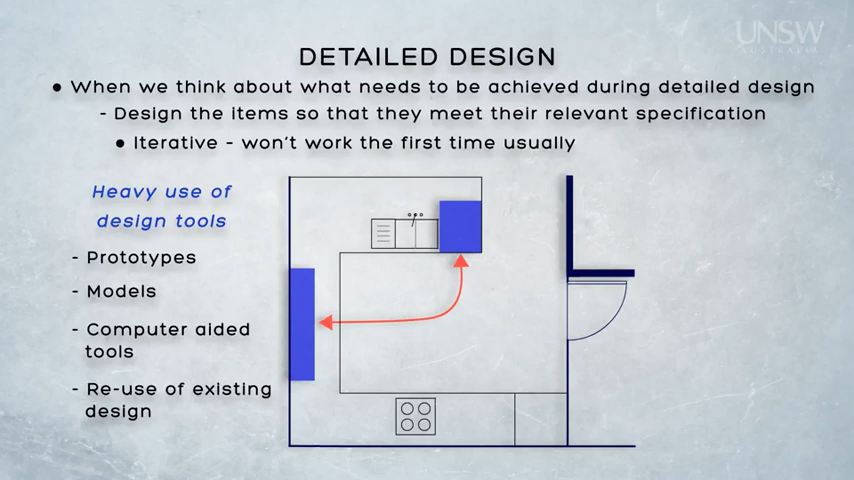 UNSW
AUSTRALIA
DETAILED DESIGN
● When we think about what needs to be achieved during detailed design
- Design the items so that they meet their relevant specification
● Iterative - won't work the first time usually
Heavy use of
design tools
- Prototypes
- Models
- Computer aided
tools
- Re-use of existing
design